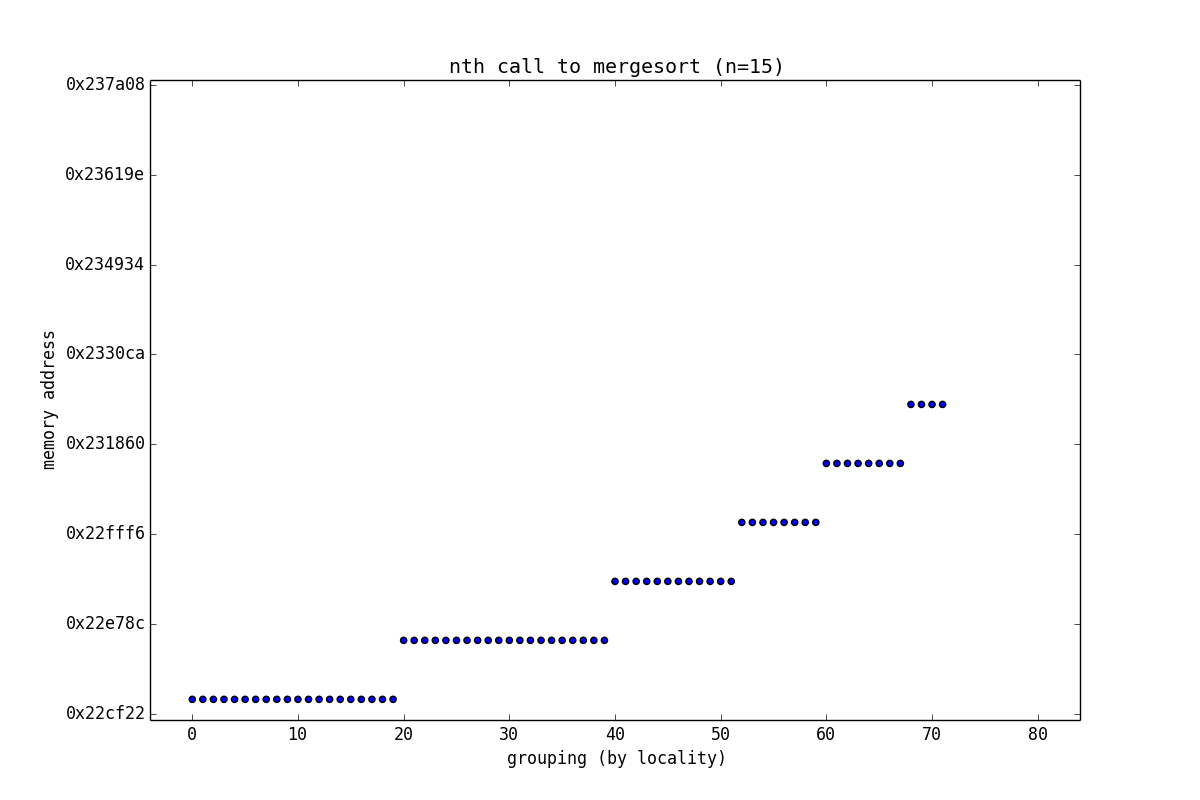 nth call to mergesort (n=15)
0x237a08
0x23619e
0x234934
0x2330ca
0x231860
0x22fff6
0x22e78c
0x22cf22
memory address
0 10 20 30 40 50 60 70 80
grouping (by locality)